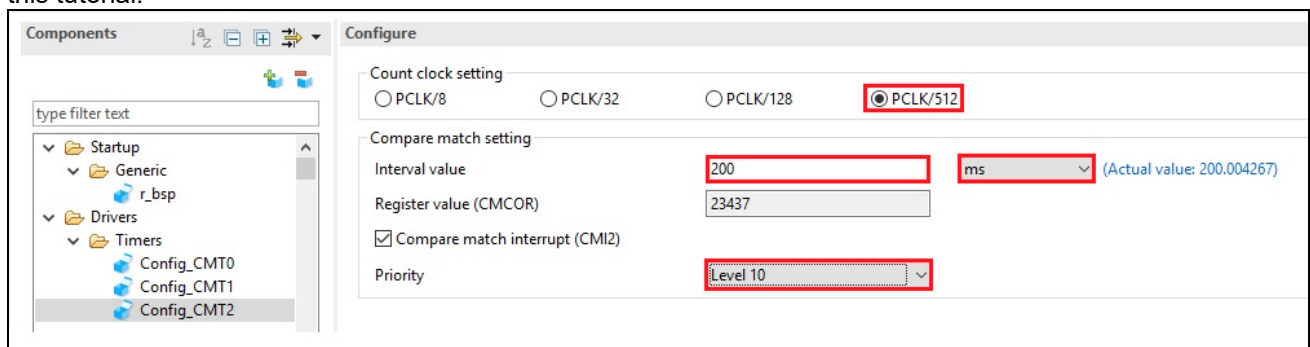 this tutorial.
Components
Configure
Count clock setting
PCLK/8 PCLK/32 PCLK/128 PCLK/512
type filter text
Startup
Generic
r_bsp
Drivers
Timers
Config_CMT0
Config_CMT1
Config_CMT2
Compare match setting
Interval value 200 ms (Actual value: 200.004267)
Register value (CMCOR) 23437
Compare match interrupt (CMI2)
Priority Level 10